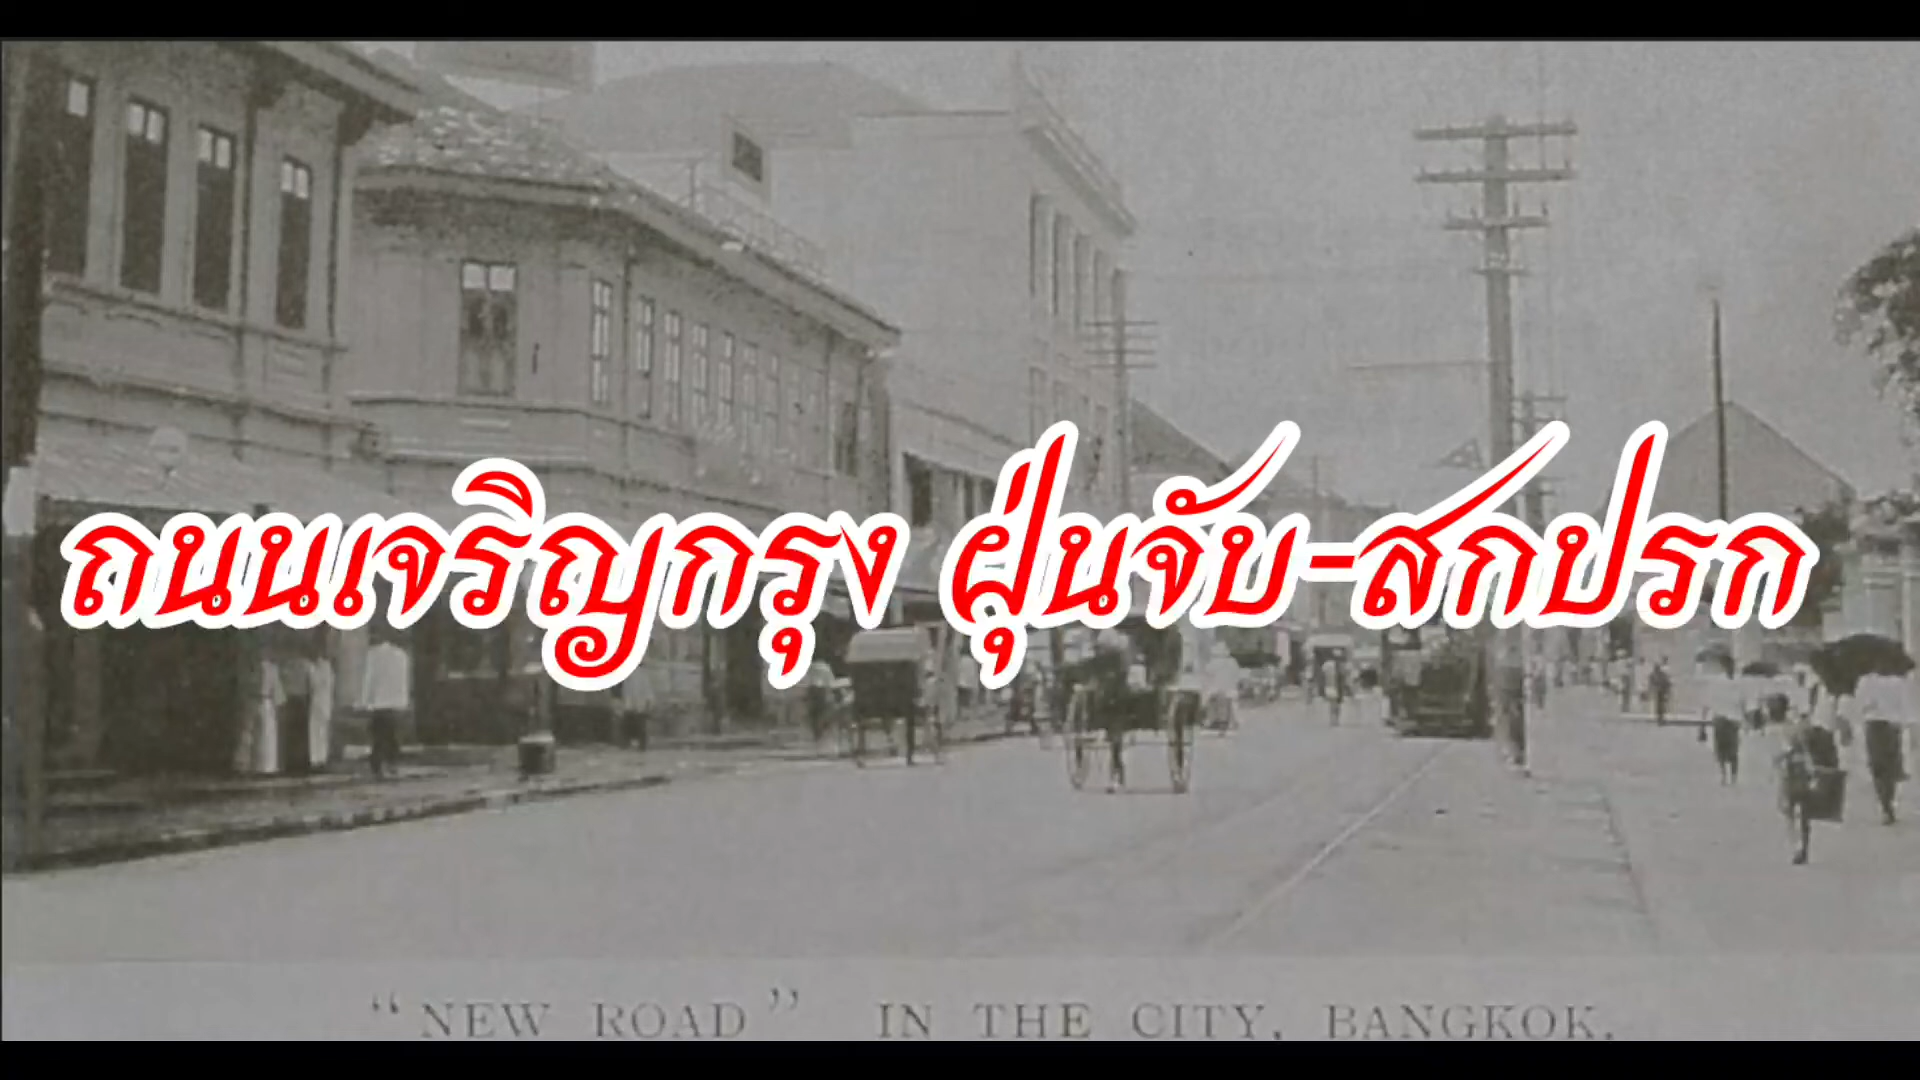 ถนนเจริญกรุง ฝุ่นจับ-สกปรก
"NEW ROAD" IN THE CITY, BANGKOK.